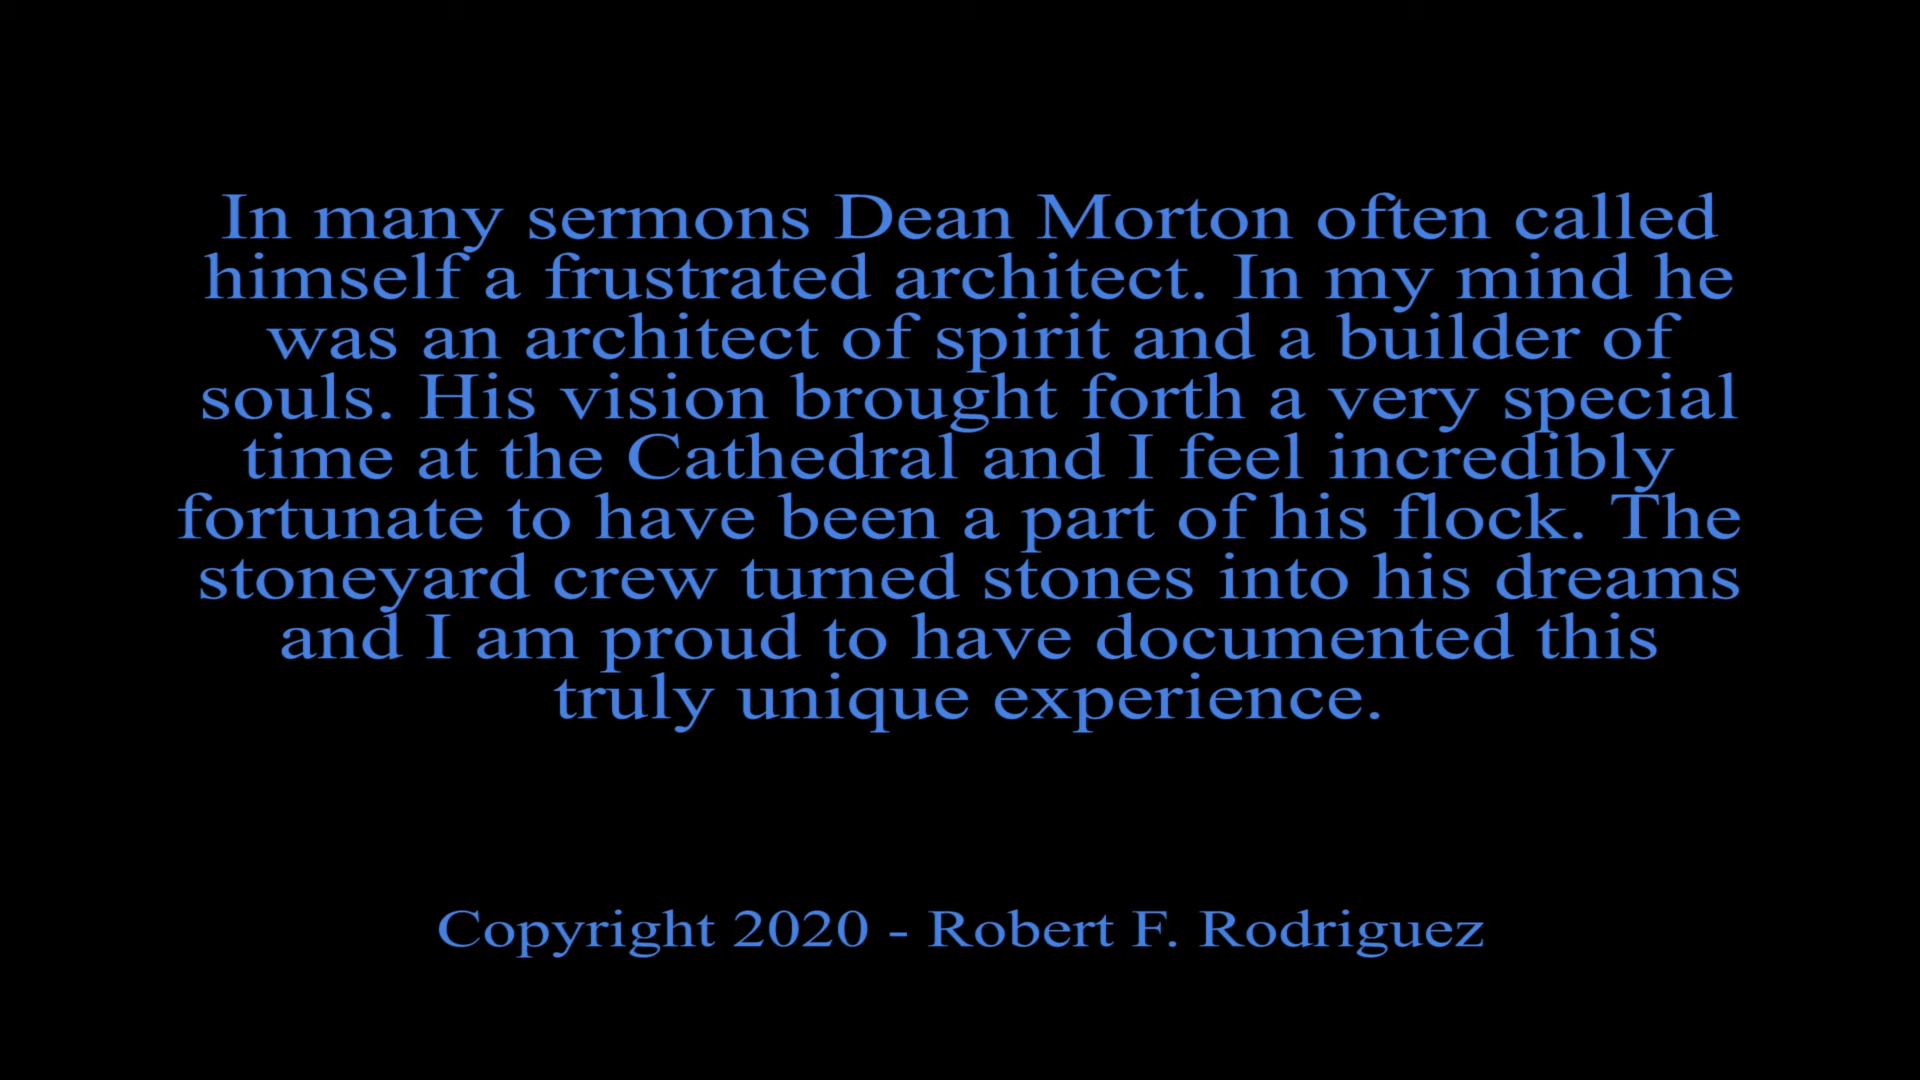 In many sermons Dean Morton often called
himself a frustrated architect. In my mind he
was an architect of spirit and a builder of
souls. His vision brought forth a very special
time at the Cathedral and I feel incredibly
fortunate to have been a part of his flock. The
stoneyard crew turned stones into his dreams
and I am proud to have documented this
truly unique experience.
Copyright 2020 - Robert F. Rodriguez